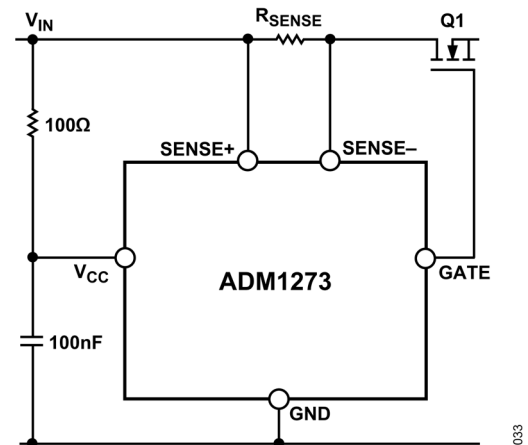 VIN
RSENSE
Q1
100Ω
SENSE+
SENSE–
VCC
ADM1273
GATE
100nF
GND
033